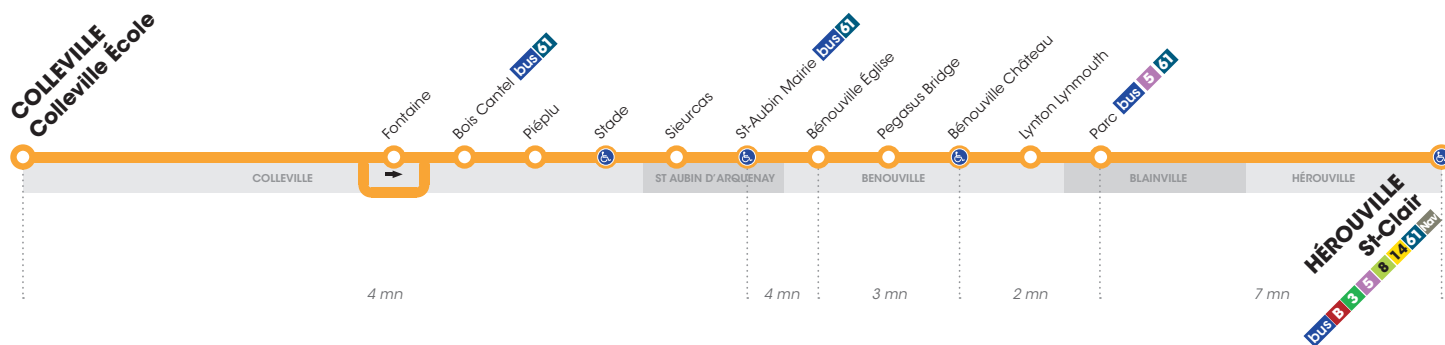 COLLEVILLE
Colleville École
Fontaine
Bois Cantel bus 61
Piéplu
Stade
Sieurcas
St-Aubin Mairie bus 61
Bénouville Église
Pegasus Bridge
Bénouville Château
Lynton Lynmouth
Parc bus 5 61
COLLEVILLE
ST AUBIN D'ARQUENAY
BENOUVILLE
BLAINVILLE
HÉROUVILLE
HÉROUVILLE
St-Clair
bus B 3 5 8 14 61 Nav
4 mn
4 mn
3 mn
2 mn
7 mn